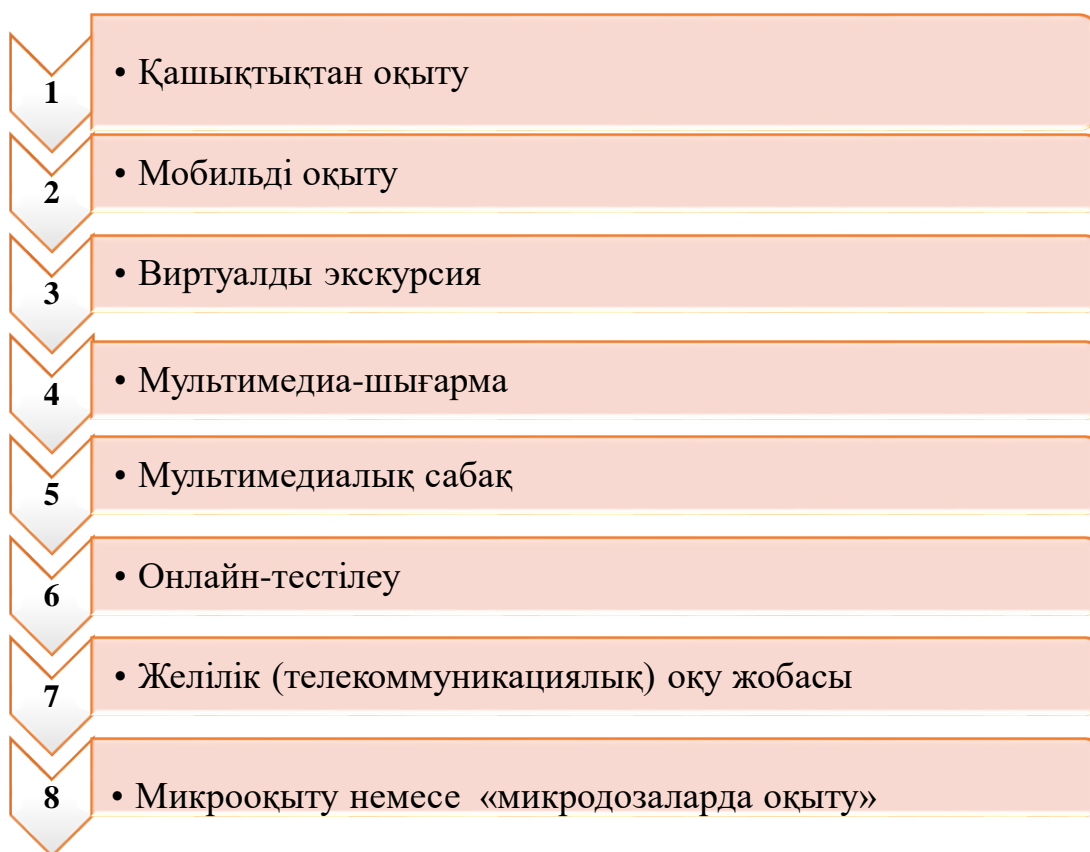 1 • Қашықтықтан оқыту
2 • Мобильді оқыту
3 • Виртуалды экскурсия
4 • Мультимедиа-шығарма
5 • Мультимедиалық сабақ
6 • Онлайн-тестілеу
7 • Желілік (телекоммуникациялық) оқу жобасы
8 • Микрооқыту немесе «микродозаларда оқыту»